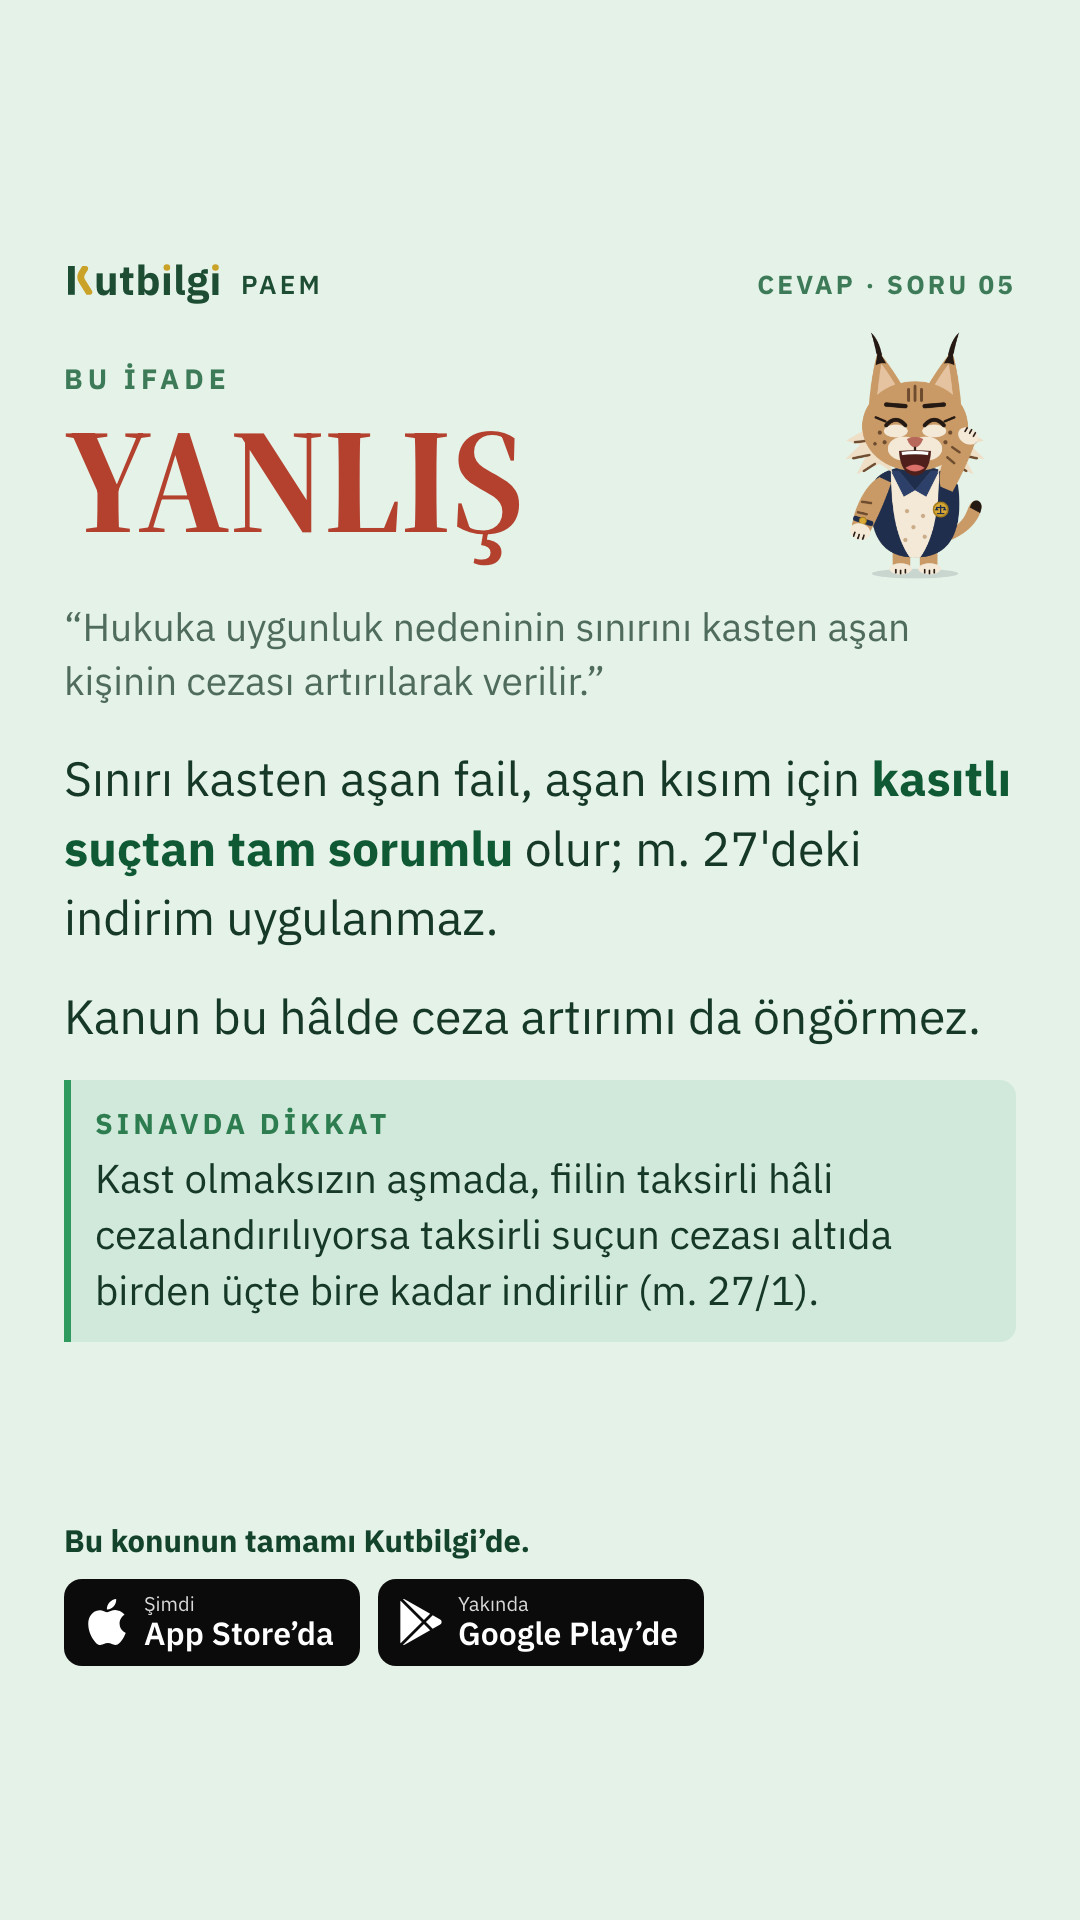 Kutbilgi PAEM
CEVAP · SORU 05
BU İFADE
YANLIŞ
“Hukuka uygunluk nedeninin sınırını kasten aşan
kişinin cezası artırılarak verilir.”
Sınırı kasten aşan fail, aşan kısım için kasıtlı
suçtan tam sorumlu olur; m. 27'deki
indirim uygulanmaz.
Kanun bu hâlde ceza artırımı da öngörmez.
SINAVDA DİKKAT
Kast olmaksızın aşmada, fiilin taksirli hâli
cezalandırılıyorsa taksirli suçun cezası altıda
birden üçte bire kadar indirilir (m. 27/1).
Bu konunun tamamı Kutbilgi’de.
Şimdi
App Store’da
Yakında
Google Play’de